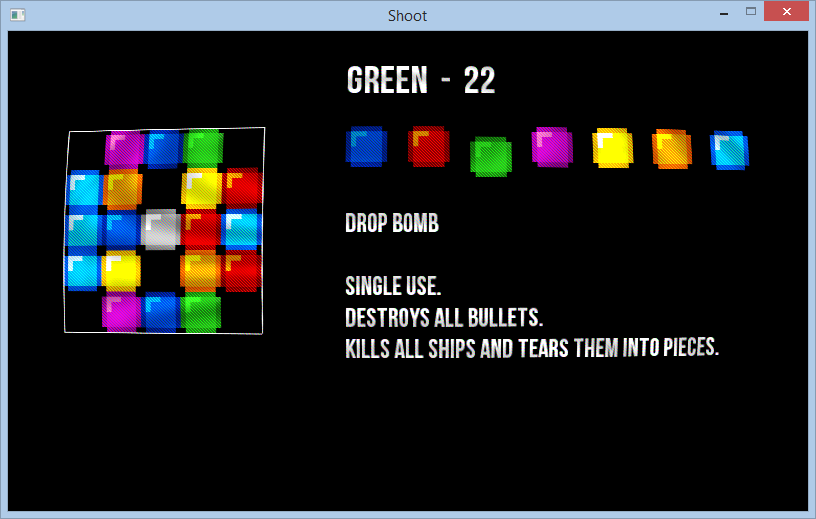 Shoot
GREEN - 22
DROP BOMB
SINGLE USE.
DESTROYS ALL BULLETS.
KILLS ALL SHIPS AND TEARS THEM INTO PIECES.